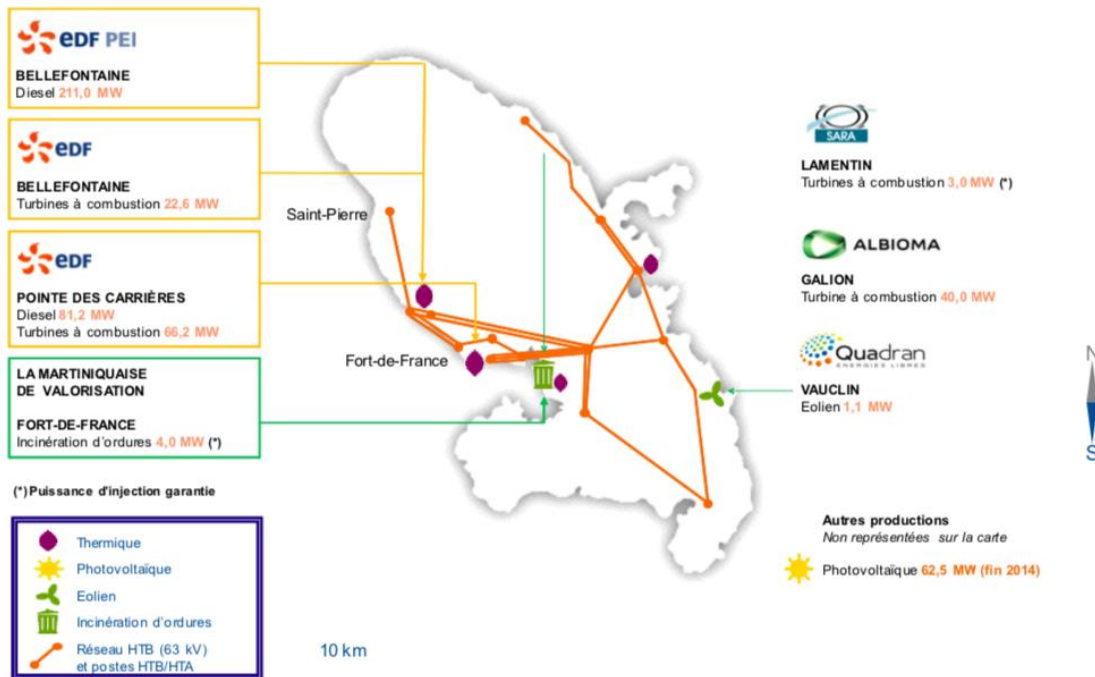 eDF PEI
BELLEFONTAINE
Diesel 211,0 MW
eDF
BELLEFONTAINE
Turbines à combustion 22,6 MW
eDF
POINTE DES CARRIÈRES
Diesel 81,2 MW
Turbines à combustion 66,2 MW
LA MARTINIQUAISE
DE VALORISATION
FORT-DE-FRANCE
Incinération d'ordures 4,0 MW (*)
(*) Puissance d'injection garantie
Thermique
Photovoltaïque
Eolien
Incinération d'ordures
Réseau HTB (63 kV)
et postes HTB/HTA
Saint-Pierre
Fort-de-France
10 km
SARA
LAMENTIN
Turbines à combustion 3,0 MW (*)
ALBIOMA
GALION
Turbine à combustion 40,0 MW
Quadran
ENERGIES LIBRES
VAUCLIN
Eolien 1,1 MW
Autres productions
Non représentées sur la carte
Photovoltaïque 62,5 MW (fin 2014)
N
S